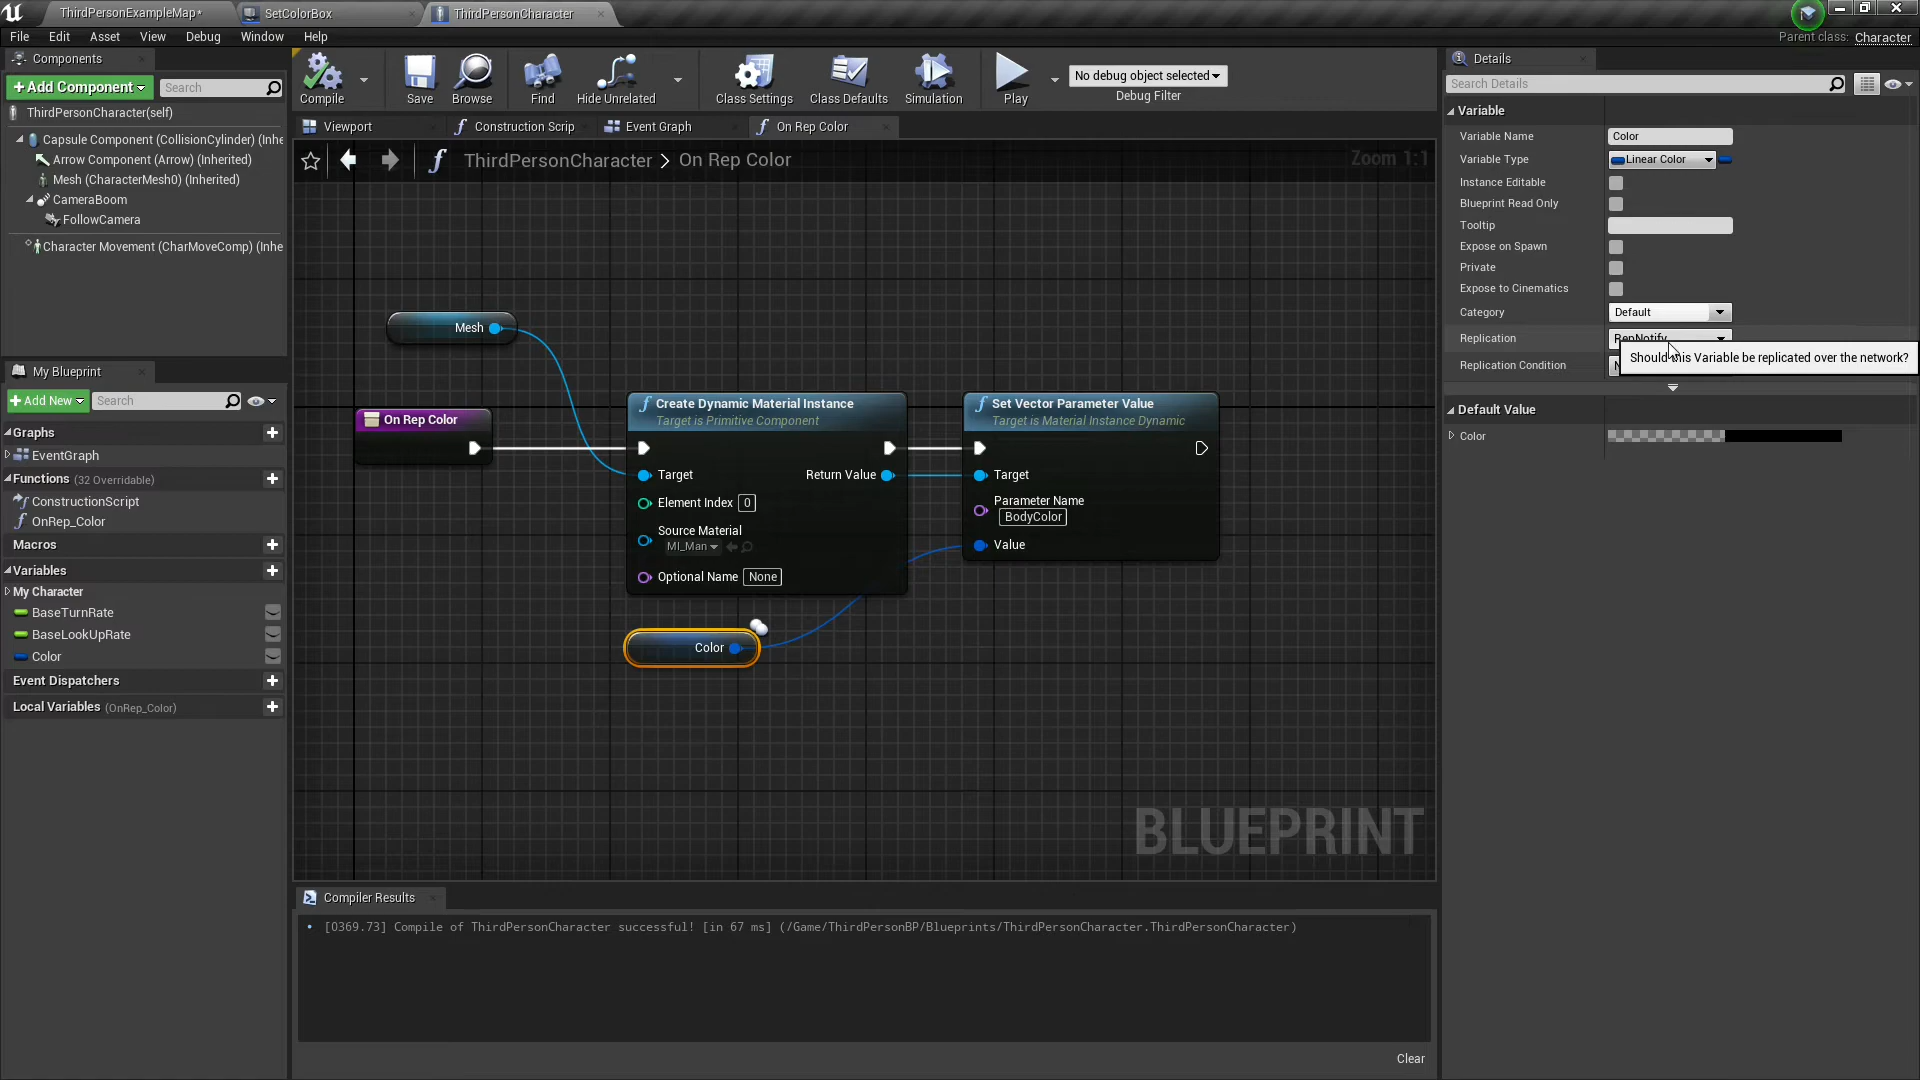 ThirdPersonExampleMap*
SetColorBox
ThirdPersonCharacter
File Edit Asset View Debug Window Help
Parent class: Character
Components
+Add Component
Search
ThirdPersonCharacter(self)
Capsule Component (CollisionCylinder) (Inhe
Arrow Component (Arrow) (Inherited)
Mesh (CharacterMesh0) (Inherited)
CameraBoom
FollowCamera
Character Movement (CharMoveComp) (Inhe
My Blueprint
+Add New
Search
Graphs
EventGraph
Functions (32 Overridable)
ConstructionScript
OnRep_Color
Macros
Variables
My Character
BaseTurnRate
BaseLookUpRate
Color
Event Dispatchers
Local Variables (OnRep_Color)
Compile
Save
Browse
Find
Hide Unrelated
Class Settings
Class Defaults
Simulation
Play
No debug object selected
Debug Filter
Viewport
Construction Scrip
Event Graph
On Rep Color
ThirdPersonCharacter > On Rep Color
Zoom 1:1
Mesh
On Rep Color
Create Dynamic Material Instance
Target is Primitive Component
Target
Return Value
Element Index 0
Source Material
MI_Man
Optional Name None
Set Vector Parameter Value
Target is Material Instance Dynamic
Target
Parameter Name
BodyColor
Value
Color
BLUEPRINT
Compiler Results
• [0369.73] Compile of ThirdPersonCharacter successful! [in 67 ms] (/Game/ThirdPersonBP/Blueprints/ThirdPersonCharacter.ThirdPersonCharacter)
Clear
Details
Search Details
Variable
Variable Name Color
Variable Type Linear Color
Instance Editable
Blueprint Read Only
Tooltip
Expose on Spawn
Private
Expose to Cinematics
Category Default
Replication RepNotify
Should this Variable be replicated over the network?
Replication Condition
Default Value
Color